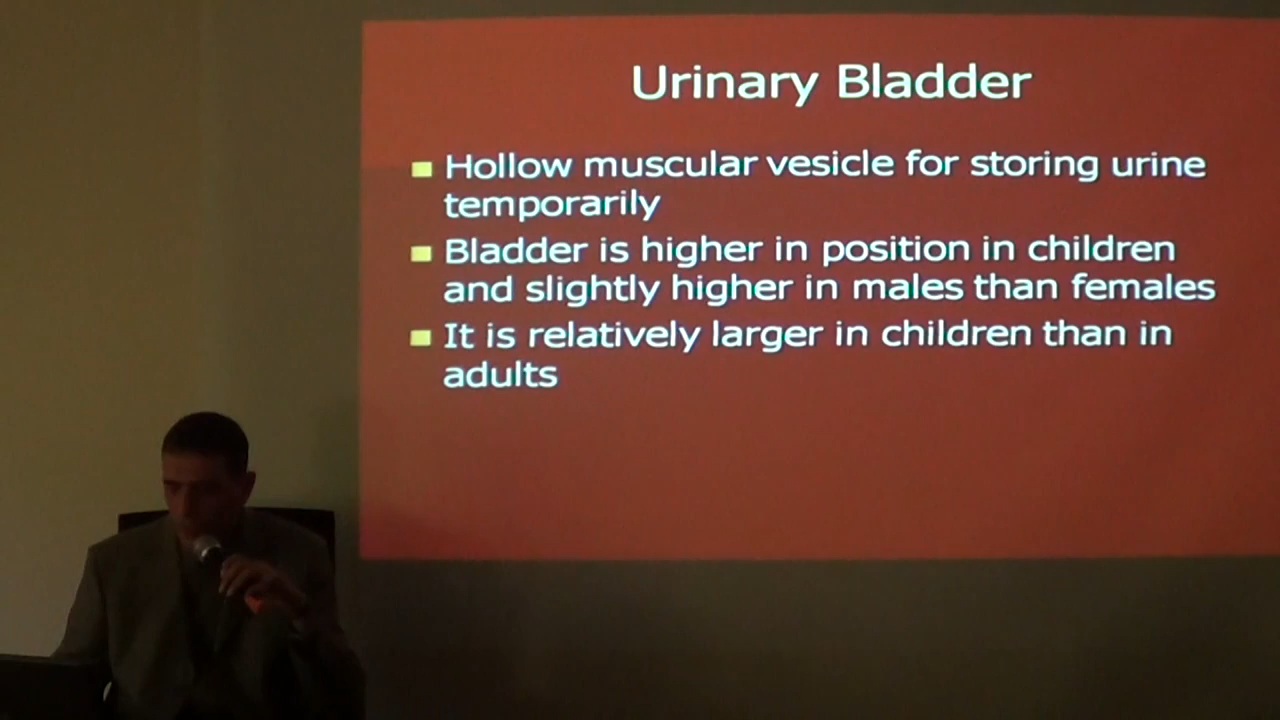 Urinary Bladder
Hollow muscular vesicle for storing urine
temporarily
Bladder is higher in position in children
and slightly higher in males than females
It is relatively larger in children than in
adults